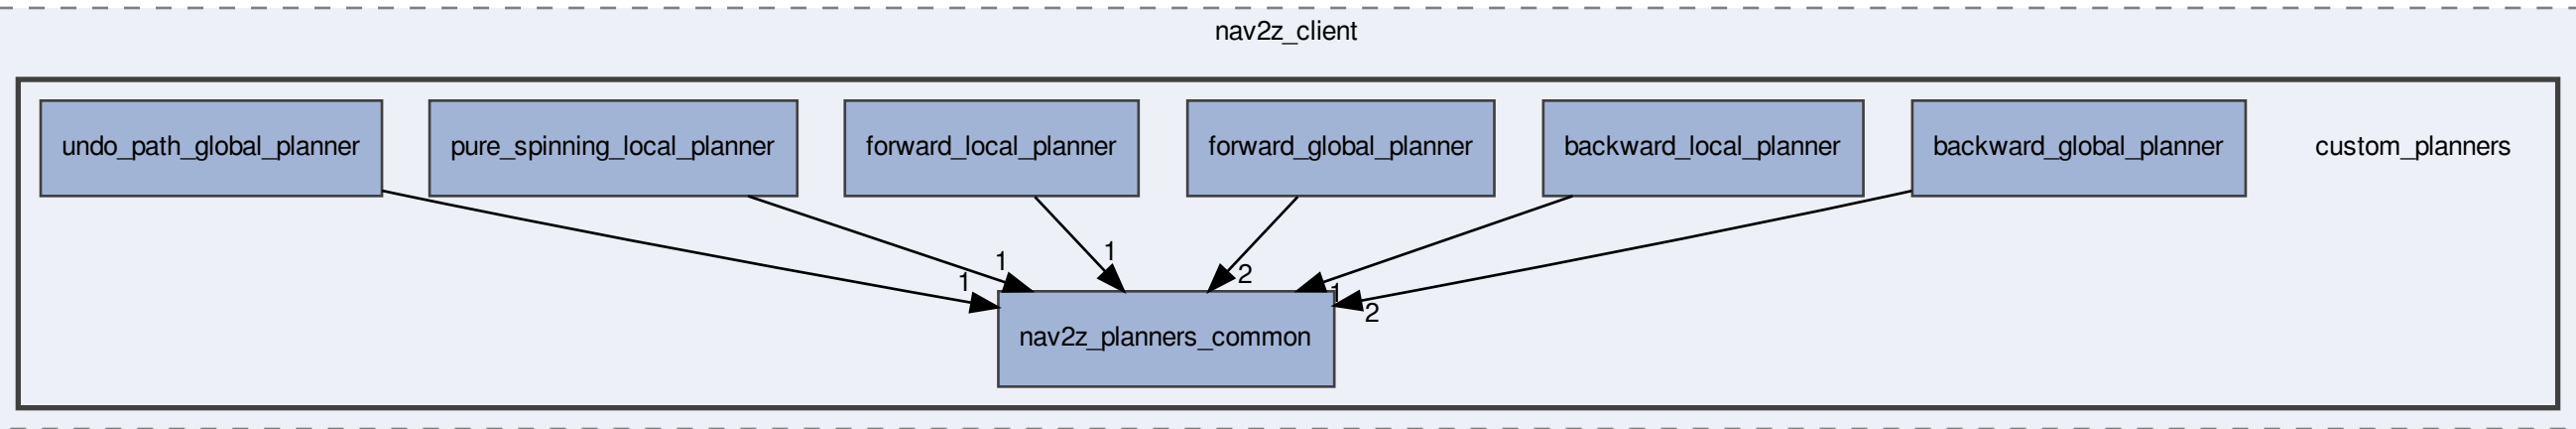 nav2z_client
undo_path_global_planner
pure_spinning_local_planner
forward_local_planner
forward_global_planner
backward_local_planner
backward_global_planner
custom_planners
1
1
1
2
1
2
nav2z_planners_common